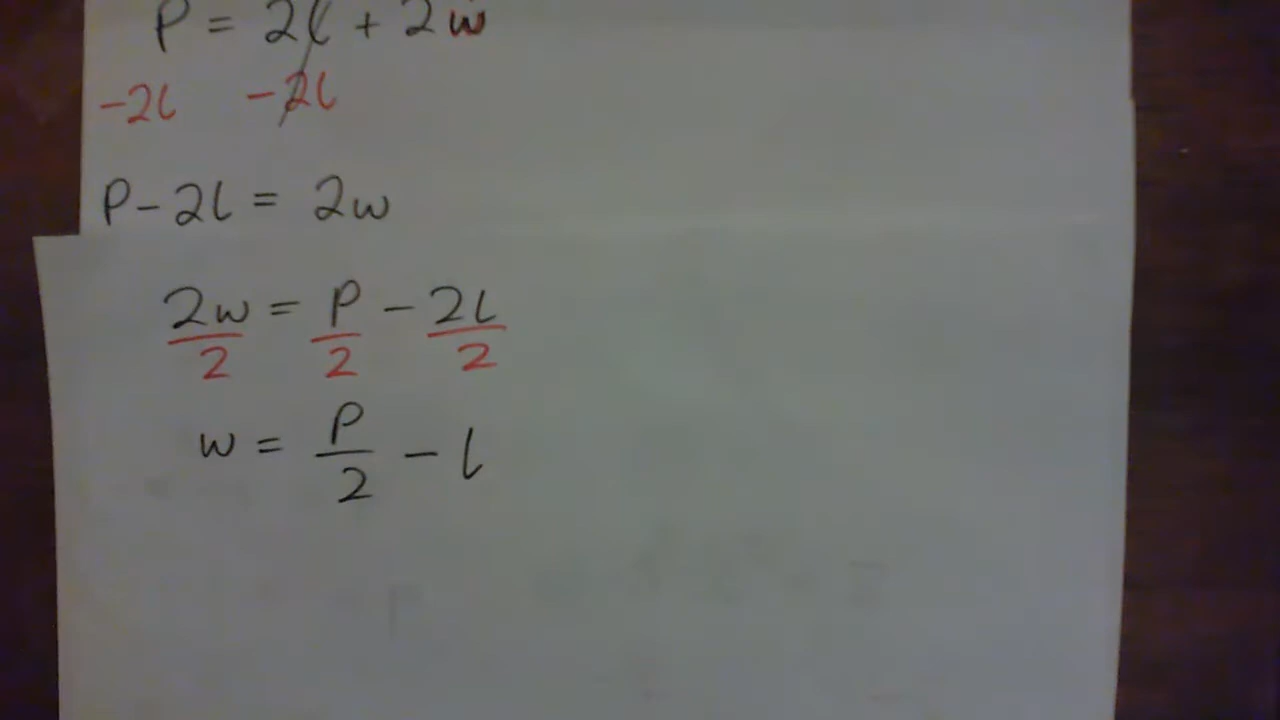 P = 2l + 2w
-2l -2l
P - 2l = 2w
2w = P - 2l
2 2 2
w = P/2 - l